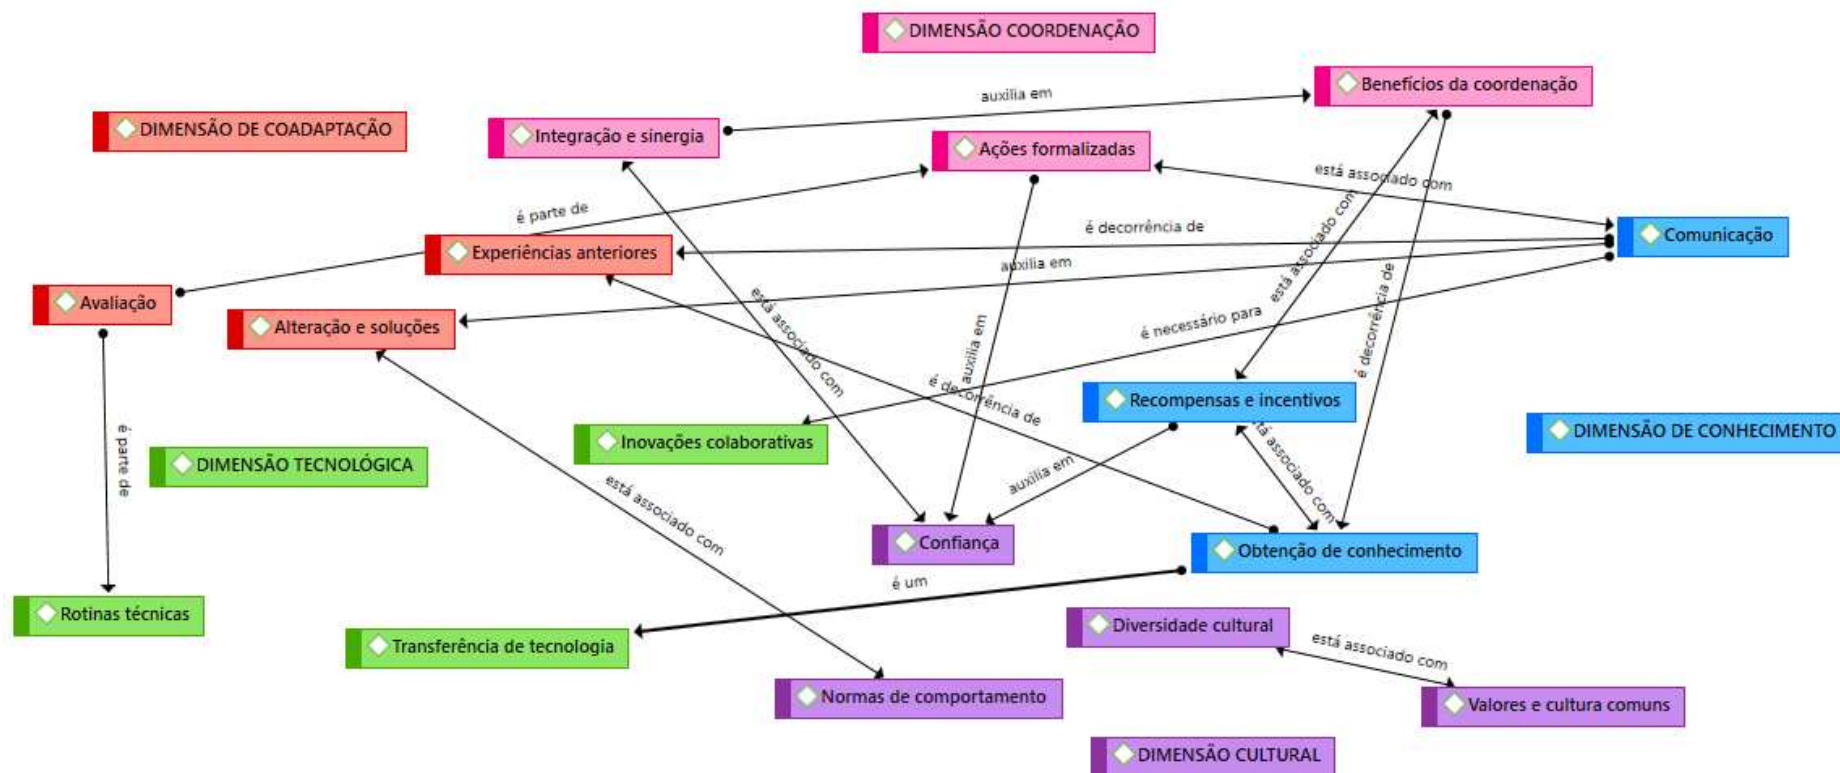 DIMENSÃO COORDENAÇÃO
Benefícios da coordenação
auxilia em
DIMENSÃO DE COADAPTAÇÃO
Integração e sinergia
Ações formalizadas
está associado com
é parte de
é decorrência de
Comunicação
está associado com
Experiências anteriores
auxilia em
Avaliação
Alteração e soluções
está associado com
é necessário para
é decorrência de
auxilia em
é decorrência de
Recompensas e incentivos
Inovações colaborativas
DIMENSÃO DE CONHECIMENTO
é parte de
DIMENSÃO TECNOLÓGICA
está associado com
auxilia em
está associado com
Confiança
Obtenção de conhecimento
é um
Rotinas técnicas
Transferência de tecnologia
Diversidade cultural
está associado com
Normas de comportamento
Valores e cultura comuns
DIMENSÃO CULTURAL